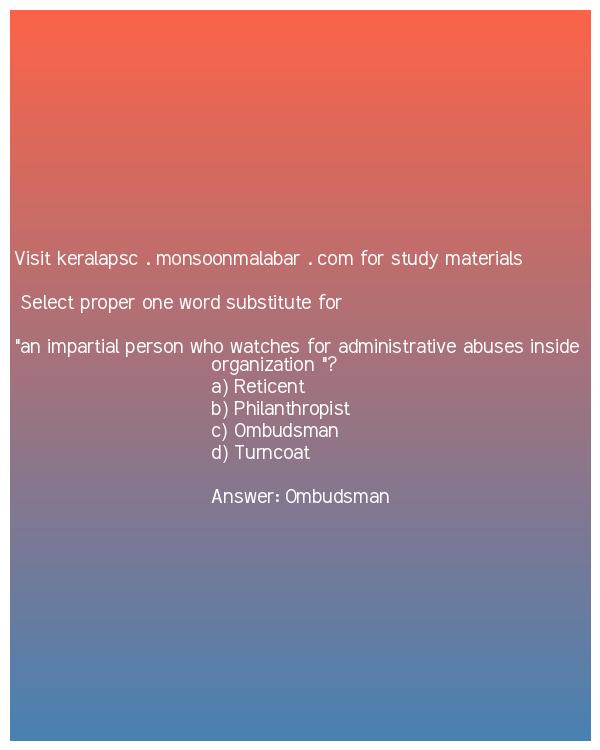 Visit keralapsc . monsoonmalabar . com for study materials
Select proper one word substitute for
"an impartial person who watches for administrative abuses inside
organization "?
a) Reticent
b) Philanthropist
c) Ombudsman
d) Turncoat
Answer: Ombudsman